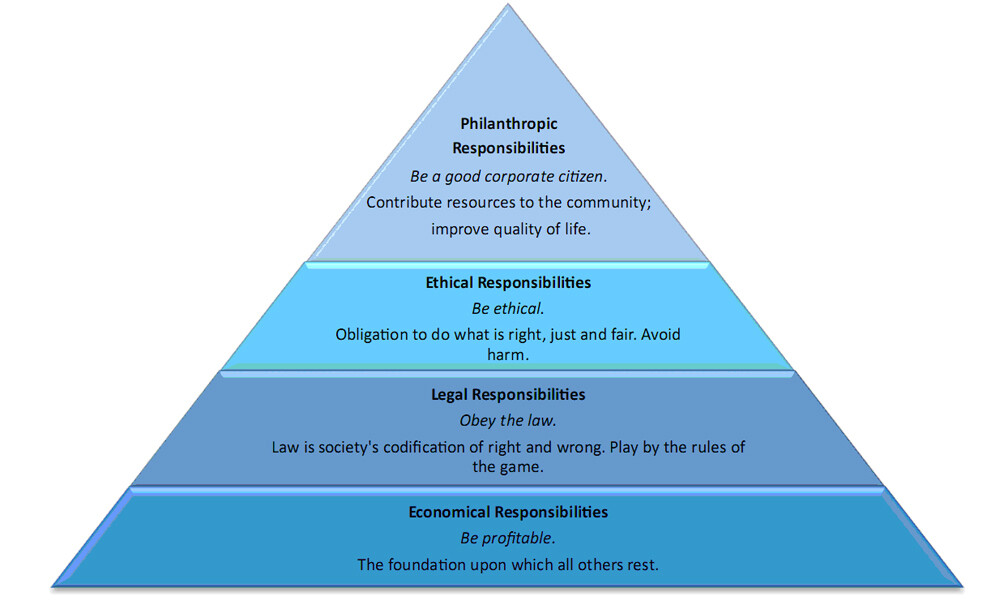 Philanthropic
Responsibilities
Be a good corporate citizen.
Contribute resources to the community;
improve quality of life.
Ethical Responsibilities
Be ethical.
Obligation to do what is right, just and fair. Avoid
harm.
Legal Responsibilities
Obey the law.
Law is society's codification of right and wrong. Play by the rules of
the game.
Economical Responsibilities
Be profitable.
The foundation upon which all others rest.